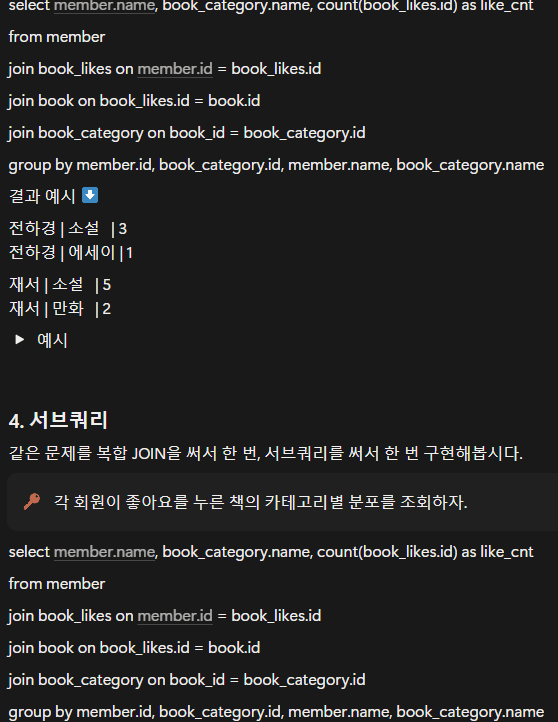 select member.name, book_category.name, count(book_likes.id) as like_cnt
from member
join book_likes on member.id = book_likes.id
join book on book_likes.id = book.id
join book_category on book_id = book_category.id
group by member.id, book_category.id, member.name, book_category.name
결과 예시 ⬇️
전하경 | 소설 | 3
전하경 | 에세이 | 1
재서 | 소설 | 5
재서 | 만화 | 2
▶ 예시
4. 서브쿼리
같은 문제를 복합 JOIN을 써서 한 번, 서브쿼리를 써서 한 번 구현해봅시다.
각 회원이 좋아요를 누른 책의 카테고리별 분포를 조회하자.
select member.name, book_category.name, count(book_likes.id) as like_cnt
from member
join book_likes on member.id = book_likes.id
join book on book_likes.id = book.id
join book_category on book_id = book_category.id
group by member.id, book_category.id, member.name, book_category.name